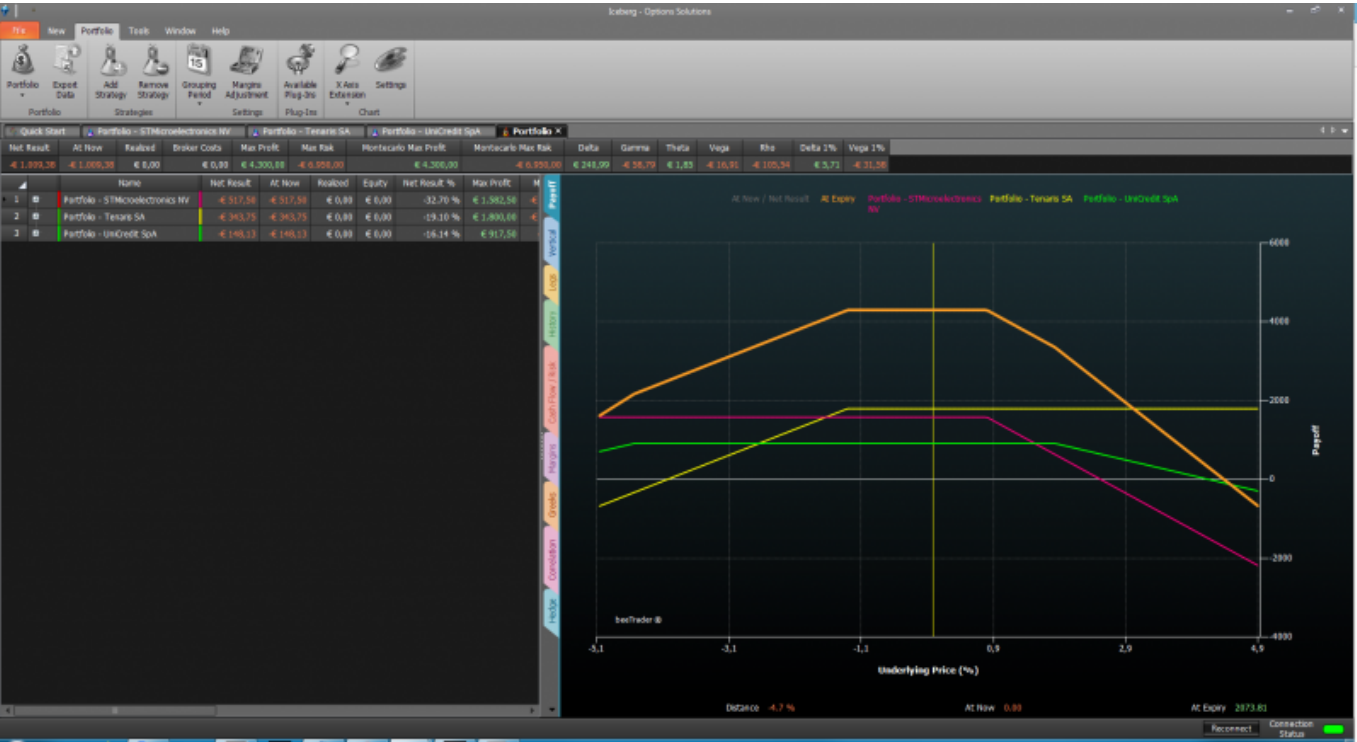 Iceberg - Options Solutions
File New Portfolio Tools Window Help
Portfolio Export Data Add Strategy Remove Strategy Grouping Period Margins Adjustment Available Plug-Ins X Axis Extension Settings
15
Portfolio Strategies Settings Plug-Ins Chart
Quick Start Portfolio - STMicroelectronics NV Portfolio - Tenaris SA Portfolio - UniCredit SpA Portfolio ×
Net Result At Now Realized Broker Costs Max Profit Max Risk Montecarlo Max Profit Montecarlo Max Risk Delta Gamma Theta Vega Rho Delta 1% Vega 1%
-€ 1.009,38 -€ 1.009,38 € 0,00 € 0,00 € 4.300,00 -€ 6.950,00 € 4.300,00 -€ 6.950,00 € 248,99 -€ 58,79 € 1,85 -€ 16,91 -€ 105,54 € 5,71 -€ 31,58
Name Net Result At Now Realized Equity Net Result % Max Profit M
1 Portfolio - STMicroelectronics NV -€ 517,50 -€ 517,50 € 0,00 € 0,00 -32.70 % € 1.582,50 -€
2 Portfolio - Tenaris SA -€ 343,75 -€ 343,75 € 0,00 € 0,00 -19.10 % € 1.800,00 -€
3 Portfolio - UniCredit SpA -€ 148,13 -€ 148,13 € 0,00 € 0,00 -16.14 % € 917,50
Payoff
Vertical
Legs
History
Cash Flow / Risk
Margins
Greeks
Correlation
Hedge
At Now / Net Result At Expiry Portfolio - STMicroelectronics NV Portfolio - Tenaris SA Portfolio - UniCredit SpA
6000
4000
2000
0
-2000
-4000
Payoff
beeTrader ®
-5,1 -3,1 -1,1 0,9 2,9 4,9
Underlying Price (%)
Distance -4.7 % At Now 0.00 At Expiry 2073.81
Reconnect Connection Status